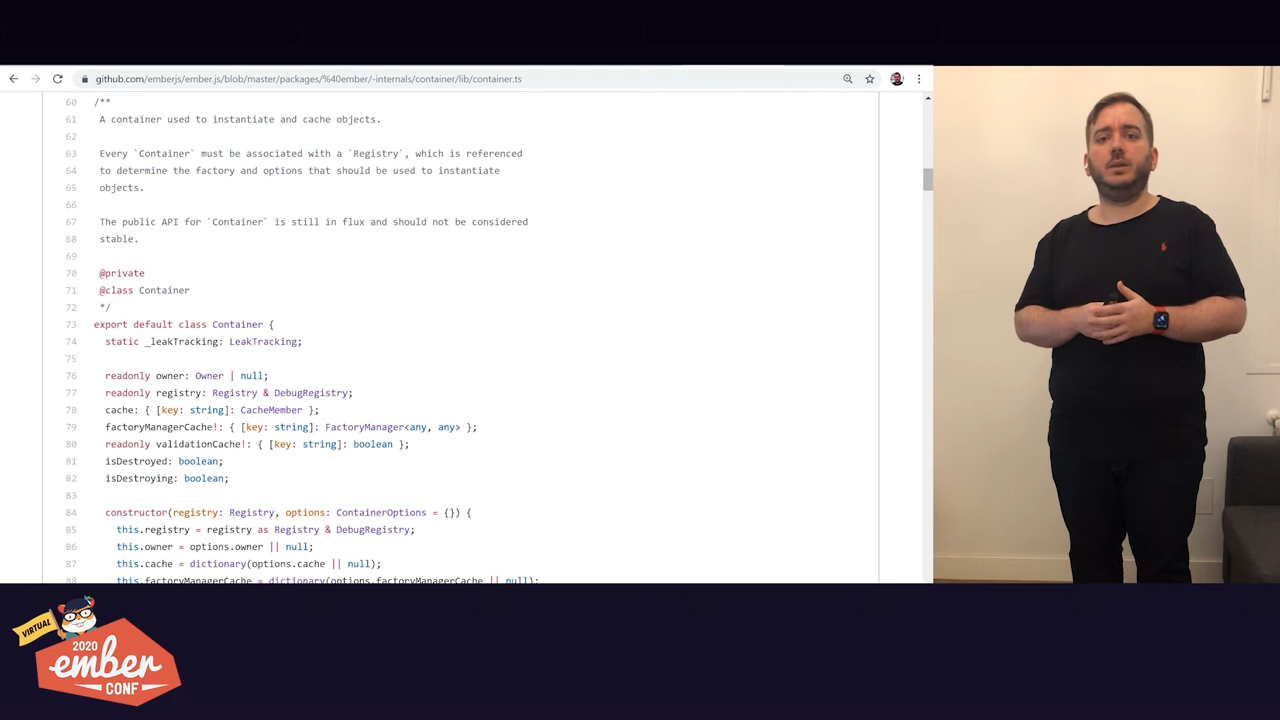 github.com/emberjs/ember.js/blob/master/packages/%40ember/-internals/container/lib/container.ts
60 /**
61 A container used to instantiate and cache objects.
62
63 Every `Container` must be associated with a `Registry`, which is referenced
64 to determine the factory and options that should be used to instantiate
65 objects.
66
67 The public API for `Container` is still in flux and should not be considered
68 stable.
69
70 @private
71 @class Container
72 */
73 export default class Container {
74 static _leakTracking: LeakTracking;
75
76 readonly owner: Owner | null;
77 readonly registry: Registry & DebugRegistry;
78 cache: { [key: string]: CacheMember };
79 factoryManagerCache!: { [key: string]: FactoryManager<any, any> };
80 readonly validationCache!: { [key: string]: boolean };
81 isDestroyed: boolean;
82 isDestroying: boolean;
83
84 constructor(registry: Registry, options: ContainerOptions = {}) {
85 this.registry = registry as Registry & DebugRegistry;
86 this.owner = options.owner || null;
87 this.cache = dictionary(options.cache || null);
88 this.factoryManagerCache = dictionary(options.factoryManagerCache || null);
VIRTUAL
2020
ember
CONF